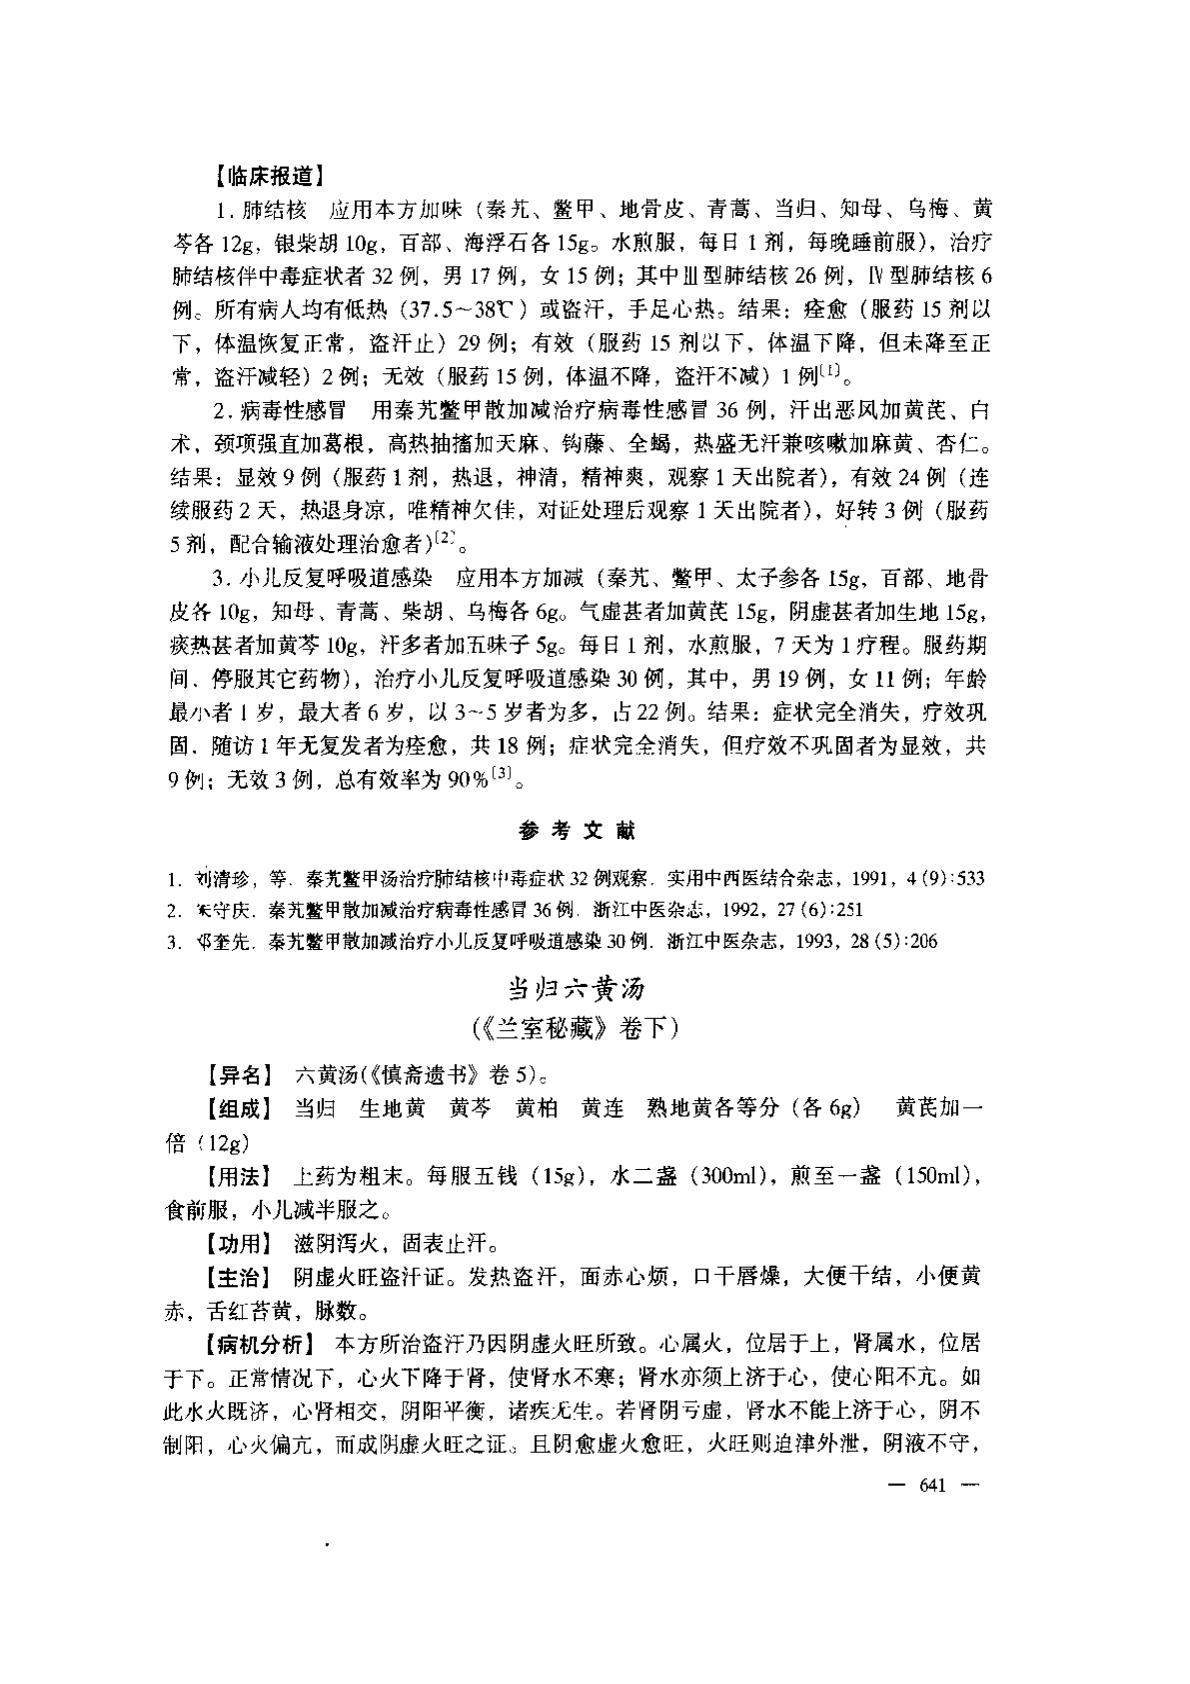 【临床报道】
1. 肺结核　应用本方加味（秦艽、鳖甲、地骨皮、青蒿、当归、知母、乌梅、黄
芩各 12g，银柴胡 10g，百部、海浮石各 15g。水煎服，每日 1 剂，每晚睡前服），治疗
肺结核伴中毒症状者 32 例，男 17 例，女 15 例；其中Ⅲ型肺结核 26 例，Ⅳ型肺结核 6
例。所有病人均有低热（37.5～38℃）或盗汗，手足心热。结果：痊愈（服药 15 剂以
下，体温恢复正常，盗汗止）29 例；有效（服药 15 剂以下，体温下降，但未降至正
常，盗汗减轻）2 例；无效（服药 15 例，体温不降，盗汗不减）1 例〔1〕。
2. 病毒性感冒　用秦艽鳖甲散加减治疗病毒性感冒 36 例，汗出恶风加黄芪、白
术，颈项强直加葛根，高热抽搐加天麻、钩藤、全蝎，热盛无汗兼咳嗽加麻黄、杏仁。
结果：显效 9 例（服药 1 剂，热退，神清，精神爽，观察 1 天出院者），有效 24 例（连
续服药 2 天，热退身凉，唯精神欠佳，对证处理后观察 1 天出院者），好转 3 例（服药
5 剂，配合输液处理治愈者）〔2〕。
3. 小儿反复呼吸道感染　应用本方加减（秦艽、鳖甲、太子参各 15g，百部、地骨
皮各 10g，知母、青蒿、柴胡、乌梅各 6g。气虚甚者加黄芪 15g，阴虚甚者加生地 15g，
痰热甚者加黄芩 10g，汗多者加五味子 5g。每日 1 剂，水煎服，7 天为 1 疗程。服药期
间，停服其它药物），治疗小儿反复呼吸道感染 30 例，其中，男 19 例，女 11 例；年龄
最小者 1 岁，最大者 6 岁，以 3～5 岁者为多，占 22 例。结果：症状完全消失，疗效巩
固，随访 1 年无复发者为痊愈，共 18 例；症状完全消失，但疗效不巩固者为显效，共
9 例；无效 3 例，总有效率为 90%〔3〕。
参 考 文 献
1. 刘清珍，等. 秦艽鳖甲汤治疗肺结核中毒症状 32 例观察. 实用中西医结合杂志，1991，4 (9):533
2. 朱守庆. 秦艽鳖甲散加减治疗病毒性感冒 36 例. 浙江中医杂志，1992，27 (6):251
3. 邓奎先. 秦艽鳖甲散加减治疗小儿反复呼吸道感染 30 例. 浙江中医杂志，1993，28 (5):206
当归六黄汤
（《兰室秘藏》卷下）
【异名】　六黄汤（《慎斋遗书》卷 5）。
【组成】　当归　生地黄　黄芩　黄柏　黄连　熟地黄各等分（各 6g）　黄芪加一
倍（12g）
【用法】　上药为粗末。每服五钱（15g），水二盏（300ml），煎至一盏（150ml），
食前服，小儿减半服之。
【功用】　滋阴泻火，固表止汗。
【主治】　阴虚火旺盗汗证。发热盗汗，面赤心烦，口干唇燥，大便干结，小便黄
赤，舌红苔黄，脉数。
【病机分析】　本方所治盗汗乃因阴虚火旺所致。心属火，位居于上，肾属水，位居
于下。正常情况下，心火下降于肾，使肾水不寒；肾水亦须上济于心，使心阳不亢。如
此水火既济，心肾相交，阴阳平衡，诸疾无生。若肾阴亏虚，肾水不能上济于心，阴不
制阳，心火偏亢，而成阴虚火旺之证。且阴愈虚火愈旺，火旺则迫津外泄，阴液不守，
— 641 —